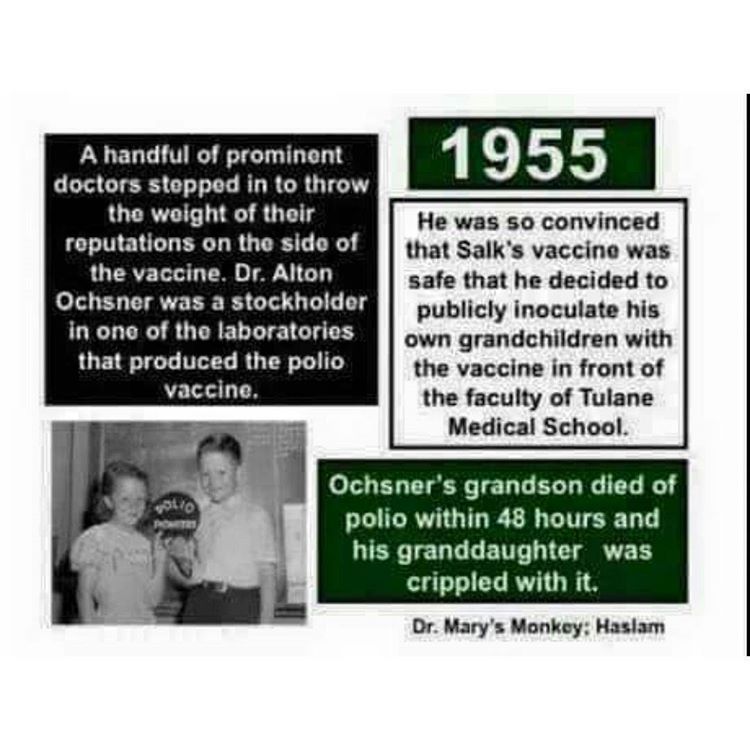 A handful of prominent
doctors stepped in to throw
the weight of their
reputations on the side of
the vaccine. Dr. Alton
Ochsner was a stockholder
in one of the laboratories
that produced the polio
vaccine.
1955
He was so convinced
that Salk's vaccine was
safe that he decided to
publicly inoculate his
own grandchildren with
the vaccine in front of
the faculty of Tulane
Medical School.
POLIO
PIONEERS
Ochsner's grandson died of
polio within 48 hours and
his granddaughter was
crippled with it.
Dr. Mary's Monkey; Haslam